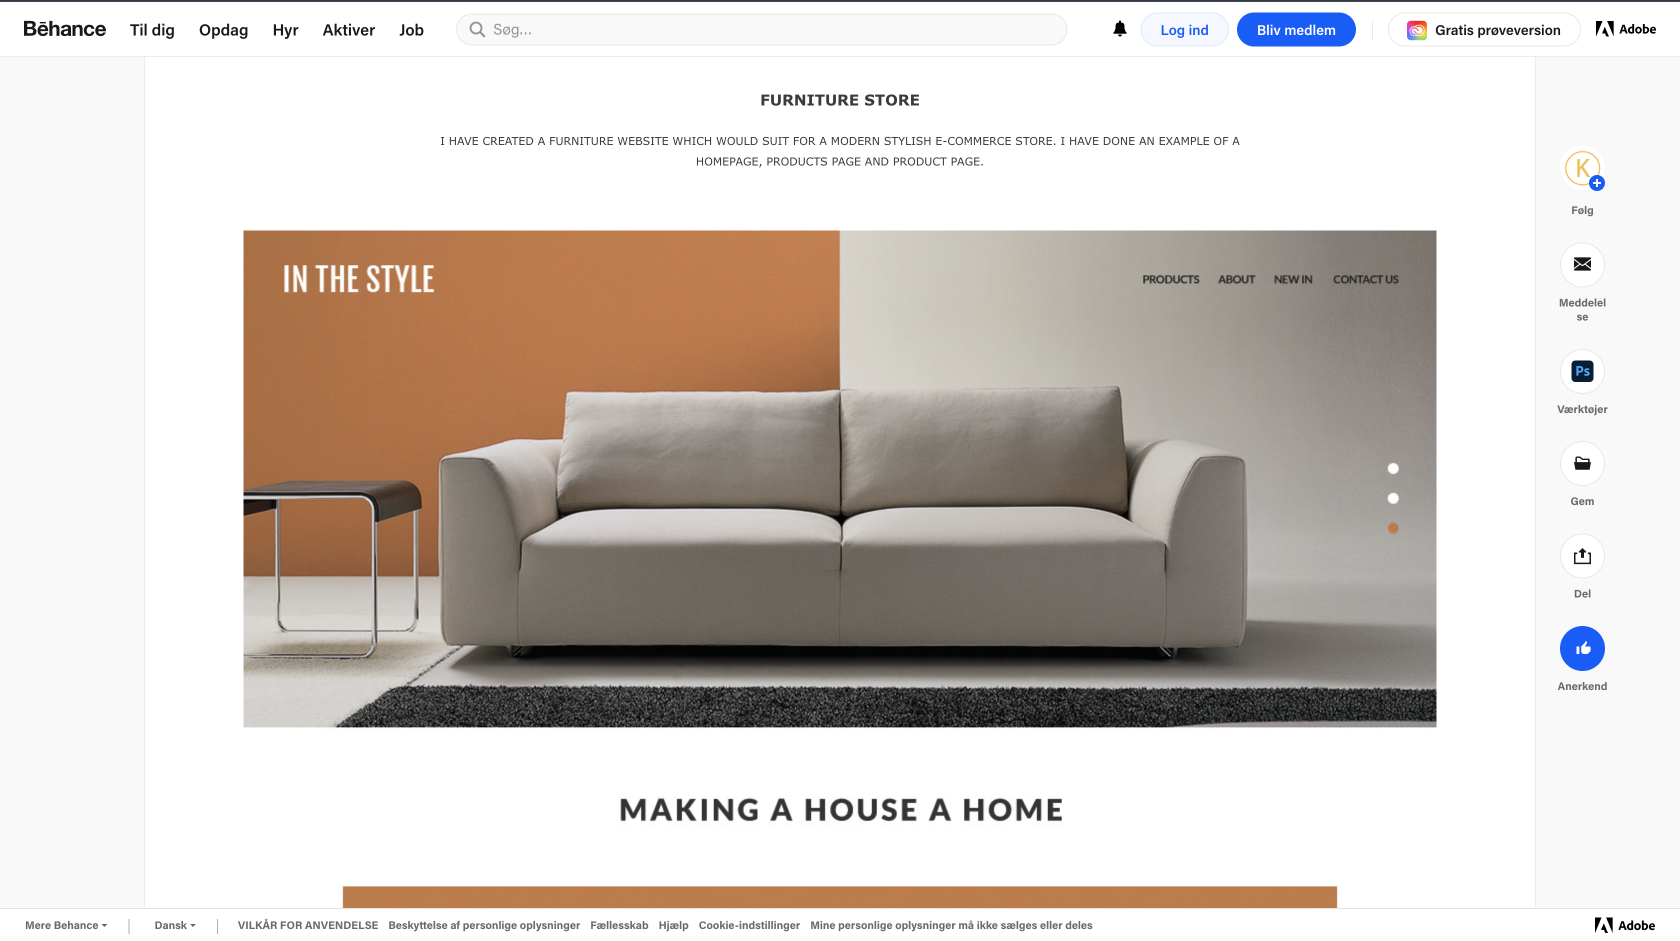 Bēhance
Til dig
Opdag
Hyr
Aktiver
Job
Søg...
Log ind
Bliv medlem
Gratis prøveversion
Adobe
FURNITURE STORE
I HAVE CREATED A FURNITURE WEBSITE WHICH WOULD SUIT FOR A MODERN STYLISH E-COMMERCE STORE. I HAVE DONE AN EXAMPLE OF A
HOMEPAGE, PRODUCTS PAGE AND PRODUCT PAGE.
IN THE STYLE
PRODUCTS
ABOUT
NEW IN
CONTACT US
MAKING A HOUSE A HOME
K
Følg
Meddelel
se
Ps
Værktøjer
Gem
Del
Anerkend
Mere Behance
Dansk
VILKÅR FOR ANVENDELSE
Beskyttelse af personlige oplysninger
Fællesskab
Hjælp
Cookie-indstillinger
Mine personlige oplysninger må ikke sælges eller deles
Adobe